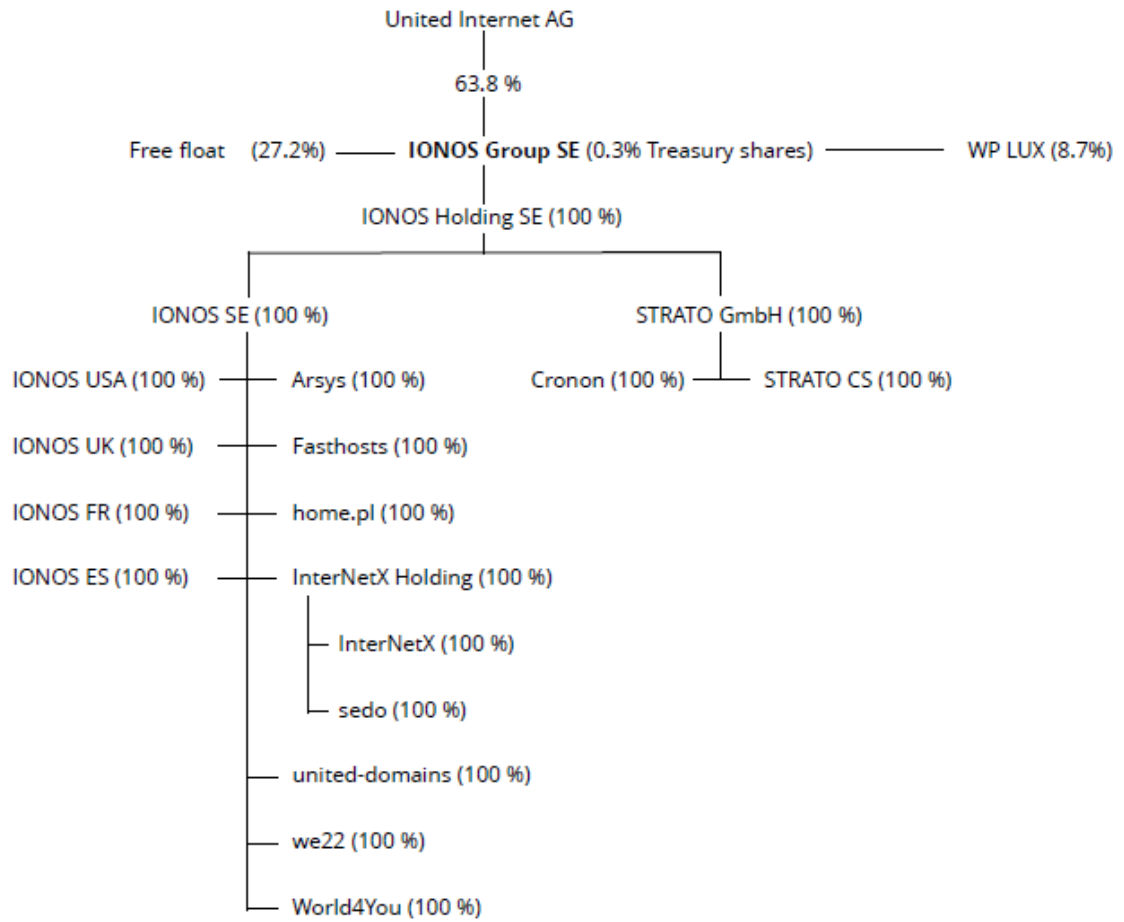 United Internet AG
63.8 %
Free float (27.2%) IONOS Group SE (0.3% Treasury shares) WP LUX (8.7%)
IONOS Holding SE (100 %)
IONOS SE (100 %) STRATO GmbH (100 %)
IONOS USA (100 %) Arsys (100 %) Cronon (100 %) STRATO CS (100 %)
IONOS UK (100 %) Fasthosts (100 %)
IONOS FR (100 %) home.pl (100 %)
IONOS ES (100 %) InterNetX Holding (100 %)
InterNetX (100 %)
sedo (100 %)
united-domains (100 %)
we22 (100 %)
World4You (100 %)